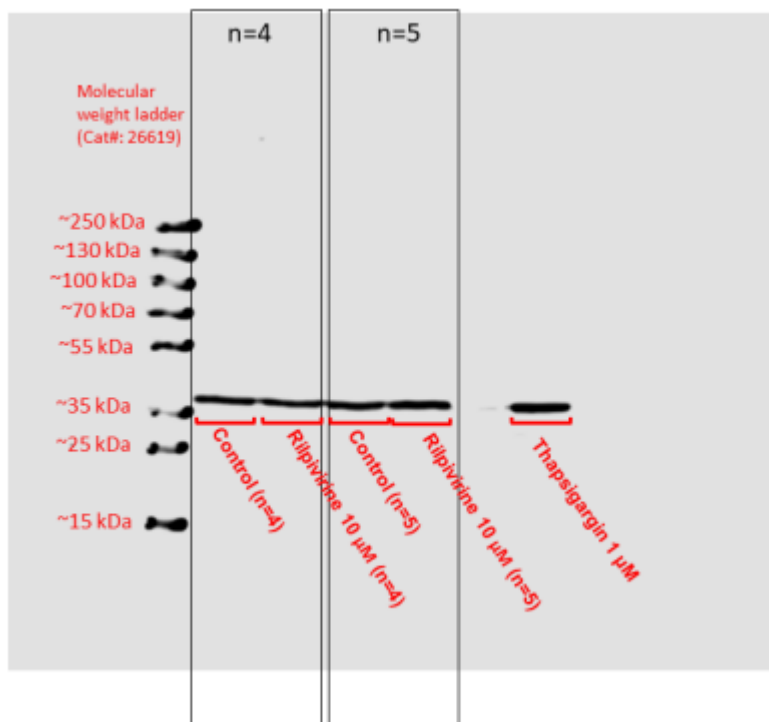 n=4
n=5
Molecular
weight ladder
(Cat#: 26619)
~250 kDa
~130 kDa
~100 kDa
~70 kDa
~55 kDa
~35 kDa
~25 kDa
~15 kDa
Control (n=4)
Rilpivirine 10 µM (n=4)
Control (n=5)
Rilpivirine 10 µM (n=5)
Thapsigargin 1 µM